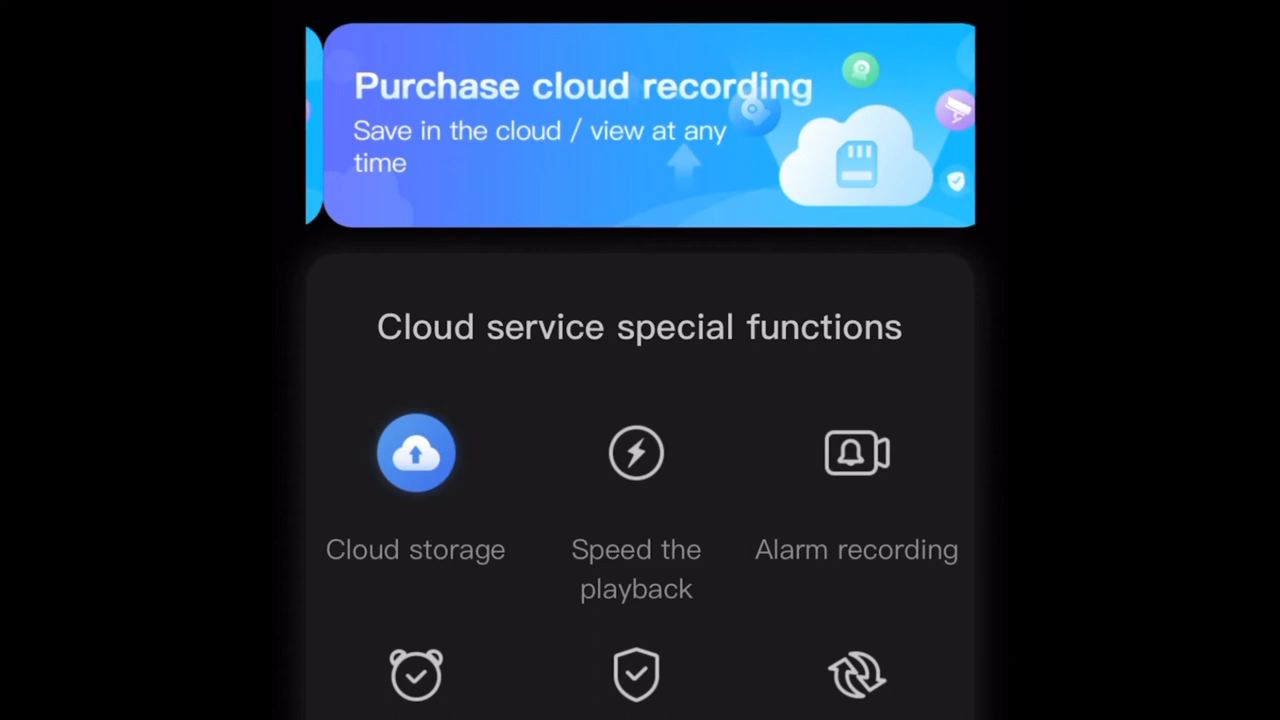 Purchase cloud recording
Save in the cloud / view at any
time
Cloud service special functions
Cloud storage
Speed the
playback
Alarm recording